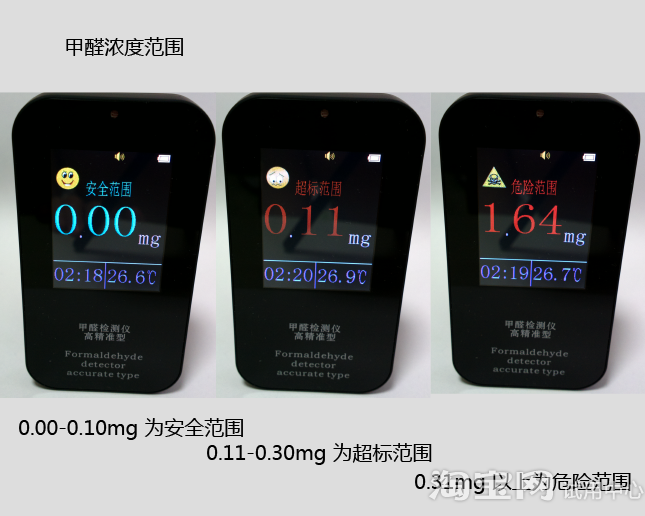 甲醛浓度范围
安全范围
0.00 mg
02:18 26.6℃
甲醛检测仪
高精准型
Formaldehyde
detector
accurate type
超标范围
0.11 mg
02:20 26.9℃
甲醛检测仪
高精准型
Formaldehyde
detector
accurate type
危险范围
1.64 mg
02:19 26.7℃
甲醛检测仪
高精准型
Formaldehyde
detector
accurate type
0.00-0.10mg 为安全范围
0.11-0.30mg 为超标范围
0.31mg 以上为危险范围
淘宝网 试用中心